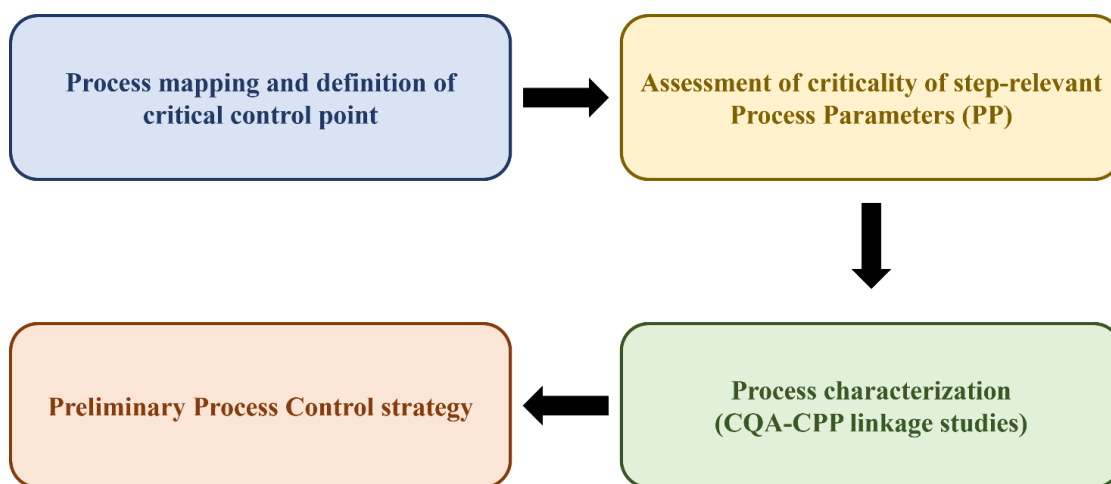 Process mapping and definition of
critical control point
Assessment of criticality of step-relevant
Process Parameters (PP)
Process characterization
(CQA-CPP linkage studies)
Preliminary Process Control strategy